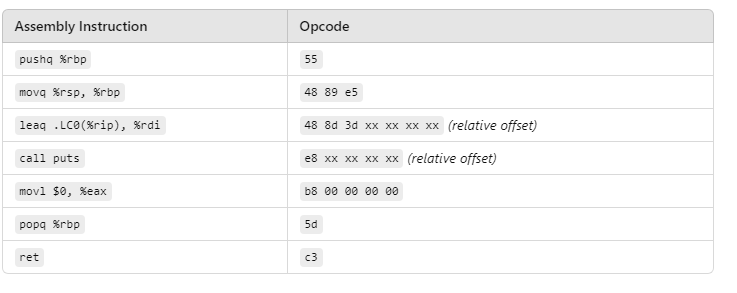 Assembly Instruction Opcode
pushq %rbp 55
movq %rsp, %rbp 48 89 e5
leaq .LC0(%rip), %rdi 48 8d 3d xx xx xx xx (relative offset)
call puts e8 xx xx xx xx (relative offset)
movl $0, %eax b8 00 00 00 00
popq %rbp 5d
ret c3